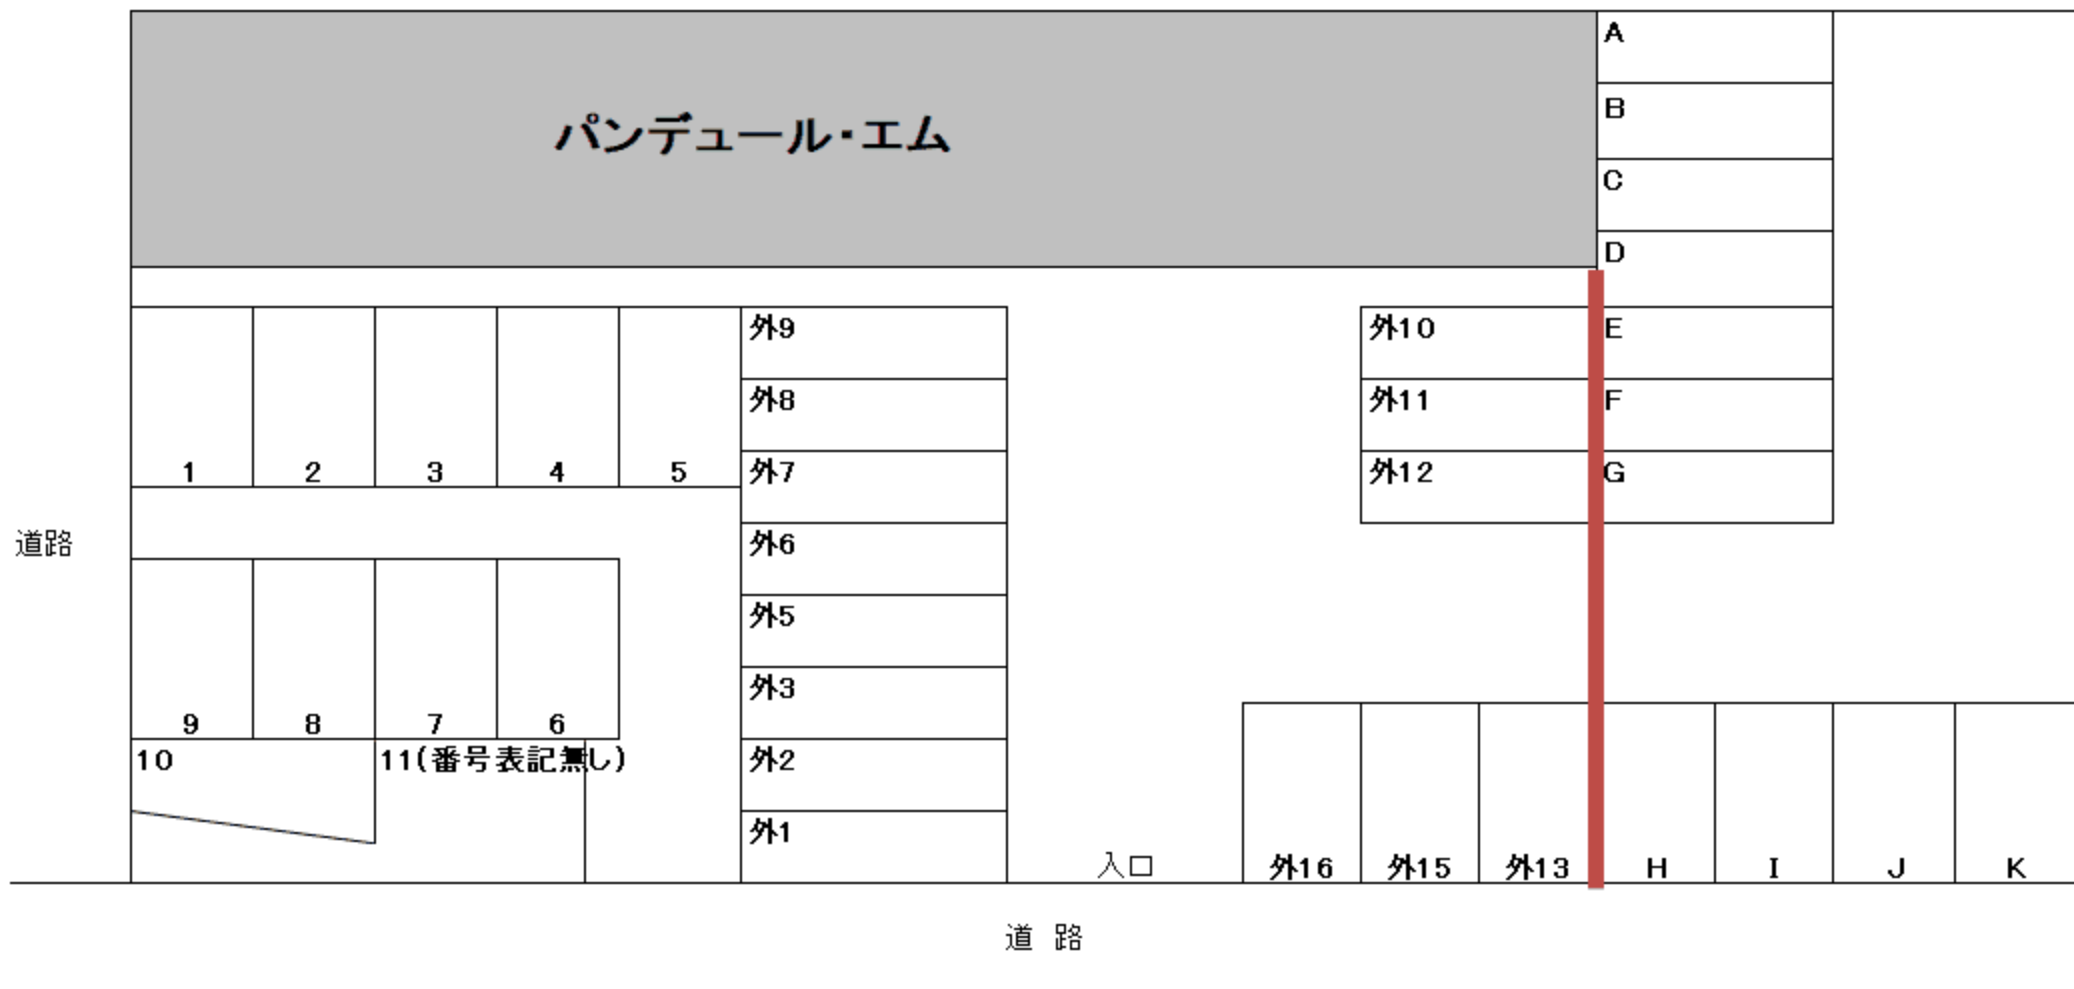 A
パンデュール・エム
B
C
D
外9
外10
E
外8
外11
F
1
2
3
4
5
外7
外12
G
道路
外6
外5
外3
9
8
7
6
10
11(番号表記無し)
外2
外1
入口
外16
外15
外13
H
I
J
K
道 路